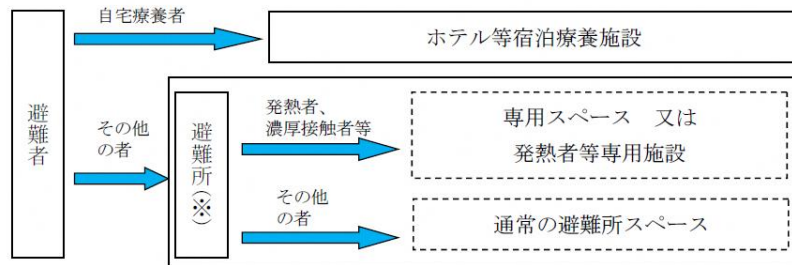 自宅療養者
ホテル等宿泊療養施設
避難者
その他
の者
避難所(※)
発熱者、
濃厚接触者等
専用スペース　又は
発熱者等専用施設
その他
の者
通常の避難所スペース